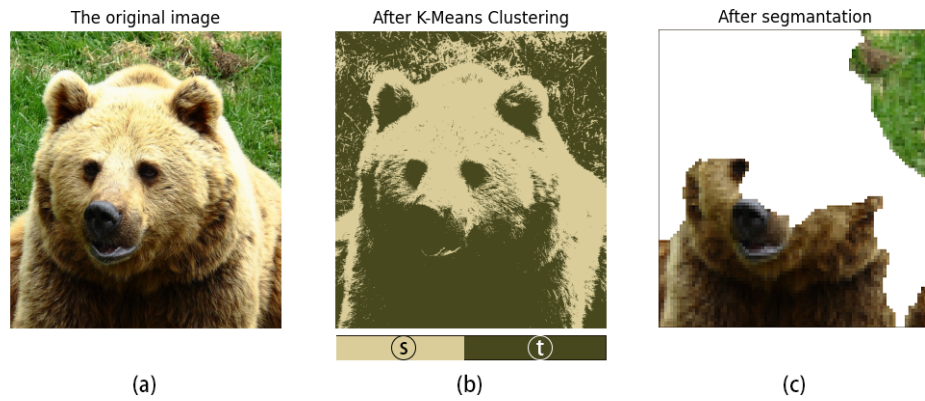 The original image
After K-Means Clustering
After segmantation
s
t
(a)
(b)
(c)